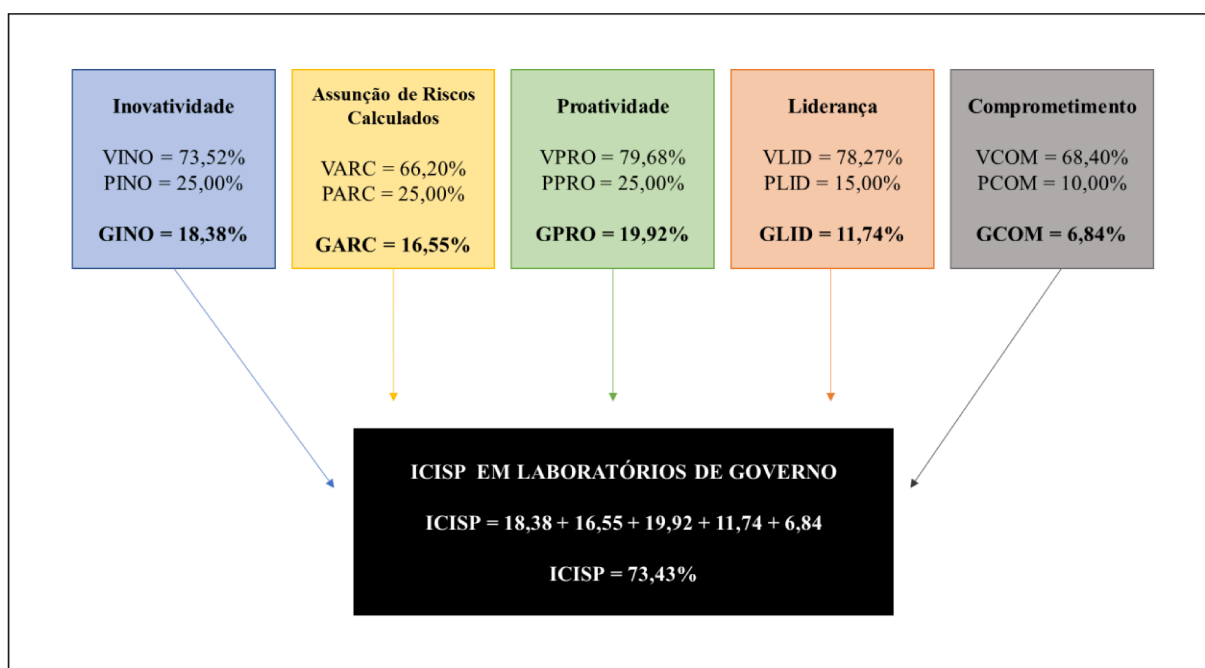 Inovatividade
VINO = 73,52%
PINO = 25,00%
GINO = 18,38%
Assunção de Riscos
Calculados
VARC = 66,20%
PARC = 25,00%
GARC = 16,55%
Proatividade
VPRO = 79,68%
PPRO = 25,00%
GPRO = 19,92%
Liderança
VLID = 78,27%
PLID = 15,00%
GLID = 11,74%
Comprometimento
VCOM = 68,40%
PCOM = 10,00%
GCOM = 6,84%
ICISP EM LABORATÓRIOS DE GOVERNO
ICISP = 18,38 + 16,55 + 19,92 + 11,74 + 6,84
ICISP = 73,43%